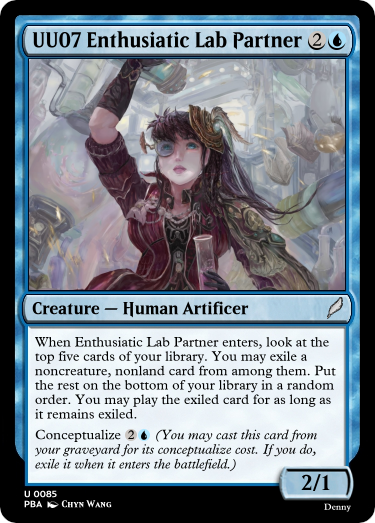 UU07 Enthusiatic Lab Partner 2
Creature — Human Artificer
When Enthusiatic Lab Partner enters, look at the
top five cards of your library. You may exile a
noncreature, nonland card from among them. Put
the rest on the bottom of your library in a random
order. You may play the exiled card for as long as
it remains exiled.
Conceptualize 2 (You may cast this card from
your graveyard for its conceptualize cost. If you do,
exile it when it enters the battlefield.)
2/1
U 0085
PBA Chyn Wang
Denny